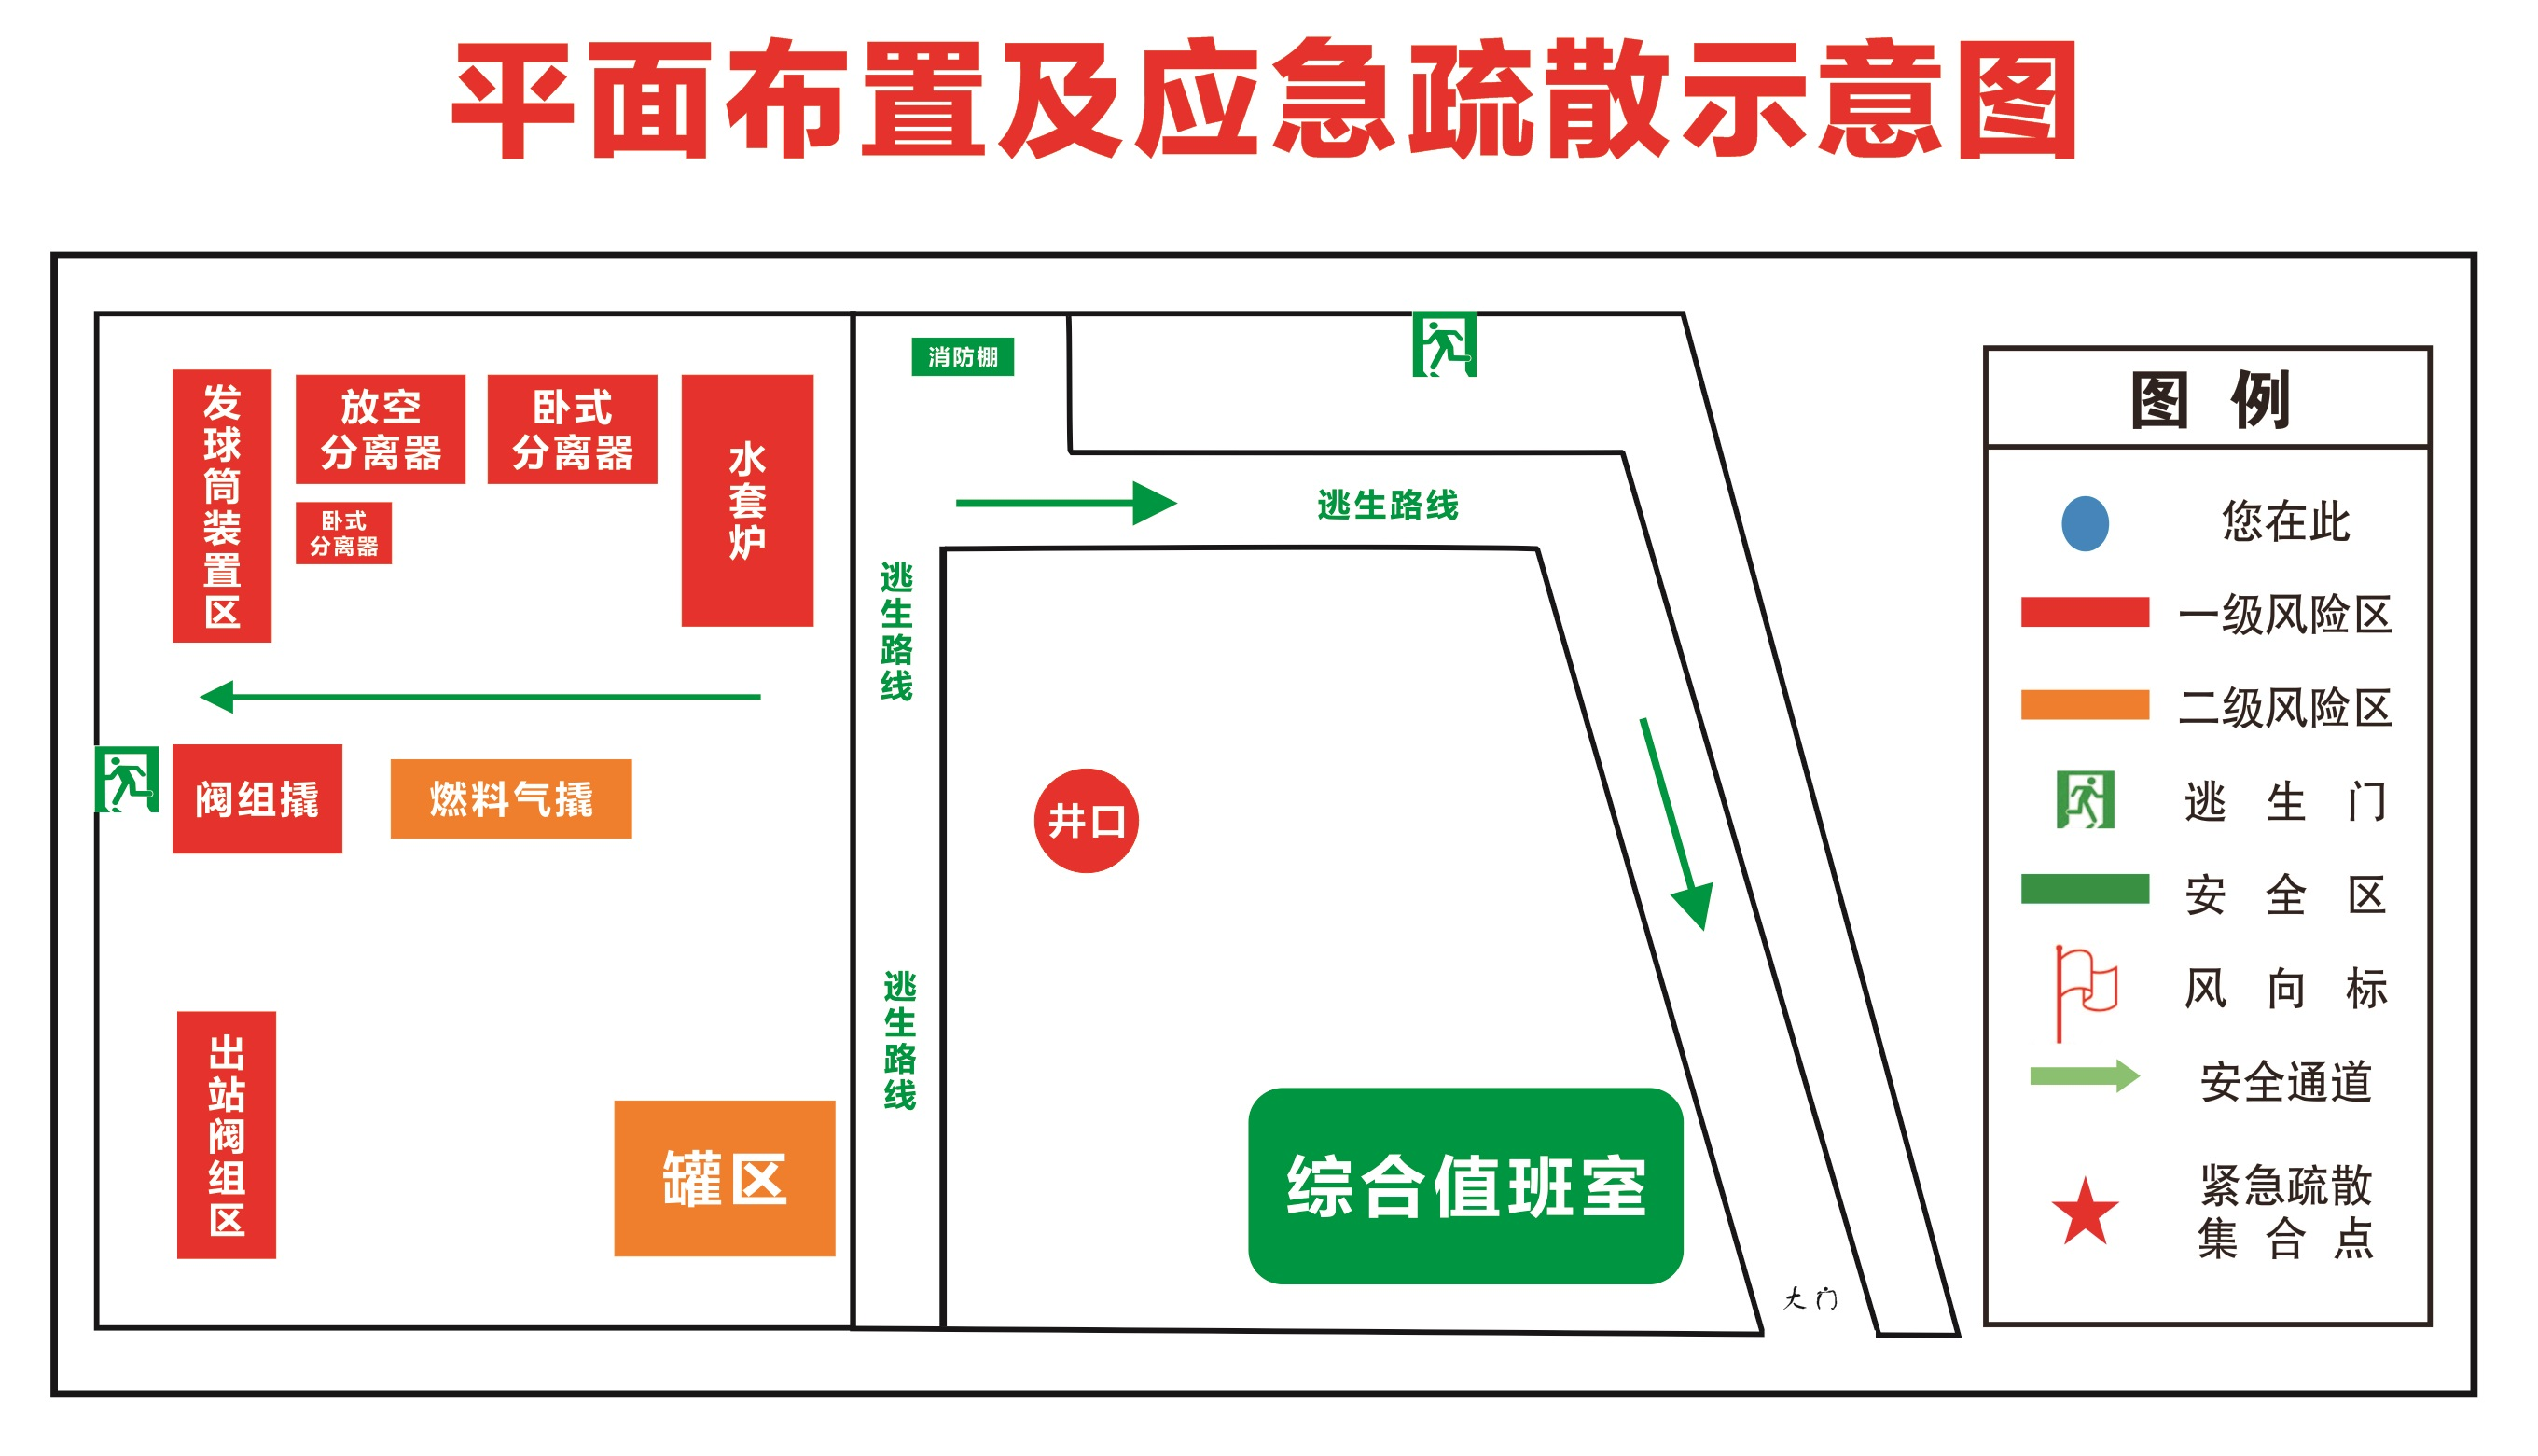 平面布置及应急疏散示意图
消防棚
发球筒装置区
放空
分离器
卧式
分离器
水套炉
卧式
分离器
逃生路线
逃生路线
阀组撬
燃料气撬
井口
逃生路线
出站阀组区
罐区
综合值班室
大门
图例
您在此
一级风险区
二级风险区
逃生门
安全区
风向标
安全通道
紧急疏散
集合点